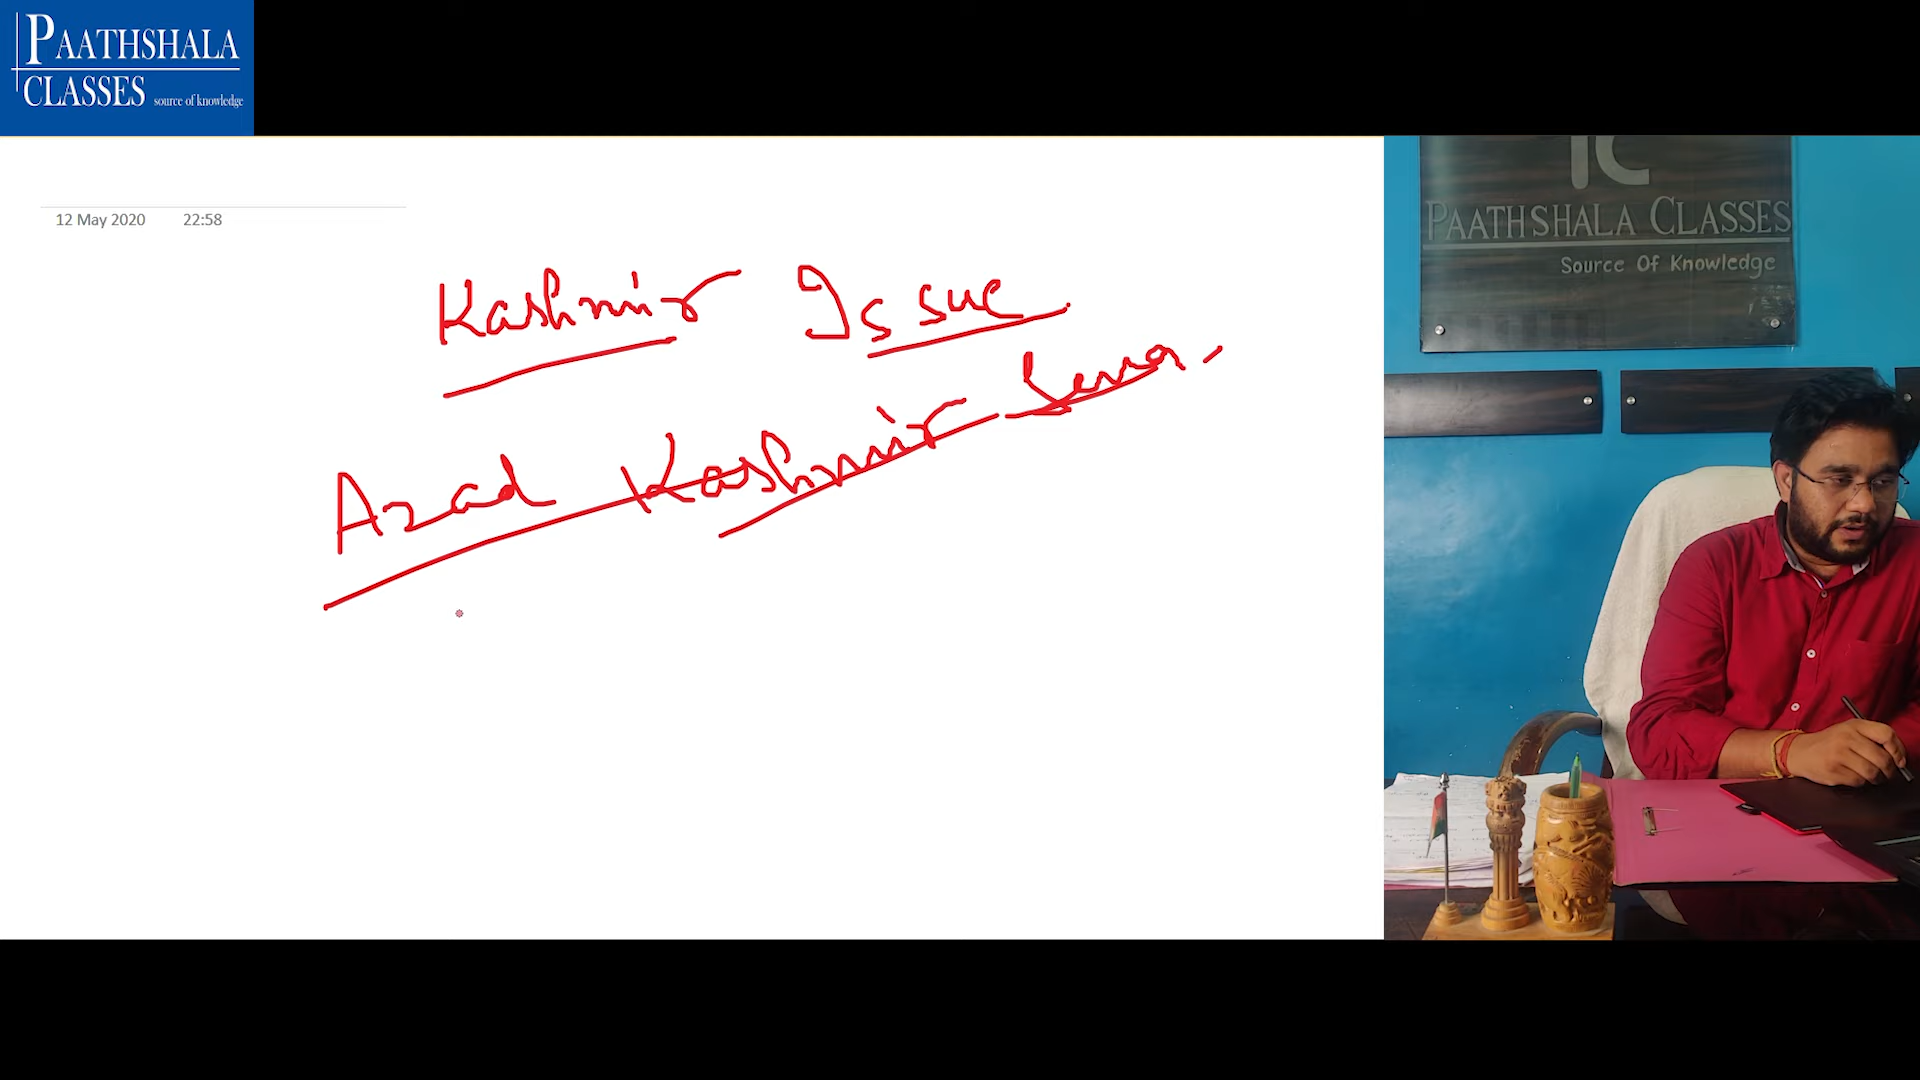 PAATHSHALA
CLASSES source of knowledge
12 May 2020 22:58
Kashmir Issue
Azad Kashmir Sena.
TC
PAATHSHALA CLASSES
Source Of Knowledge